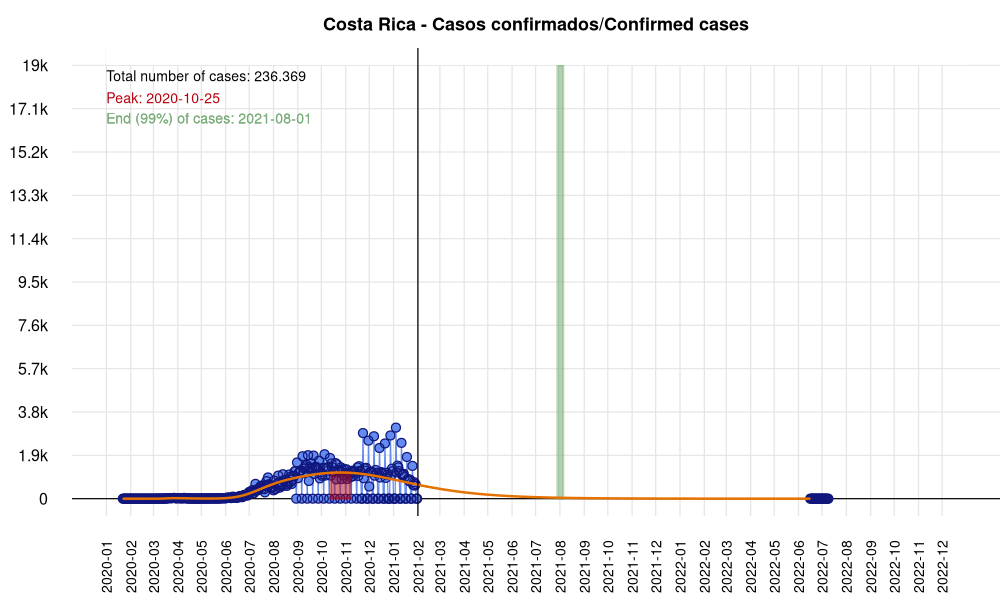 Costa Rica - Casos confirmados/Confirmed cases
19k
Total number of cases: 236.369
Peak: 2020-10-25
End (99%) of cases: 2021-08-01
17.1k
15.2k
13.3k
11.4k
9.5k
7.6k
5.7k
3.8k
1.9k
0
2020-01
2020-02
2020-03
2020-04
2020-05
2020-06
2020-07
2020-08
2020-09
2020-10
2020-11
2020-12
2021-01
2021-02
2021-03
2021-04
2021-05
2021-06
2021-07
2021-08
2021-09
2021-10
2021-11
2021-12
2022-01
2022-02
2022-03
2022-04
2022-05
2022-06
2022-07
2022-08
2022-09
2022-10
2022-11
2022-12